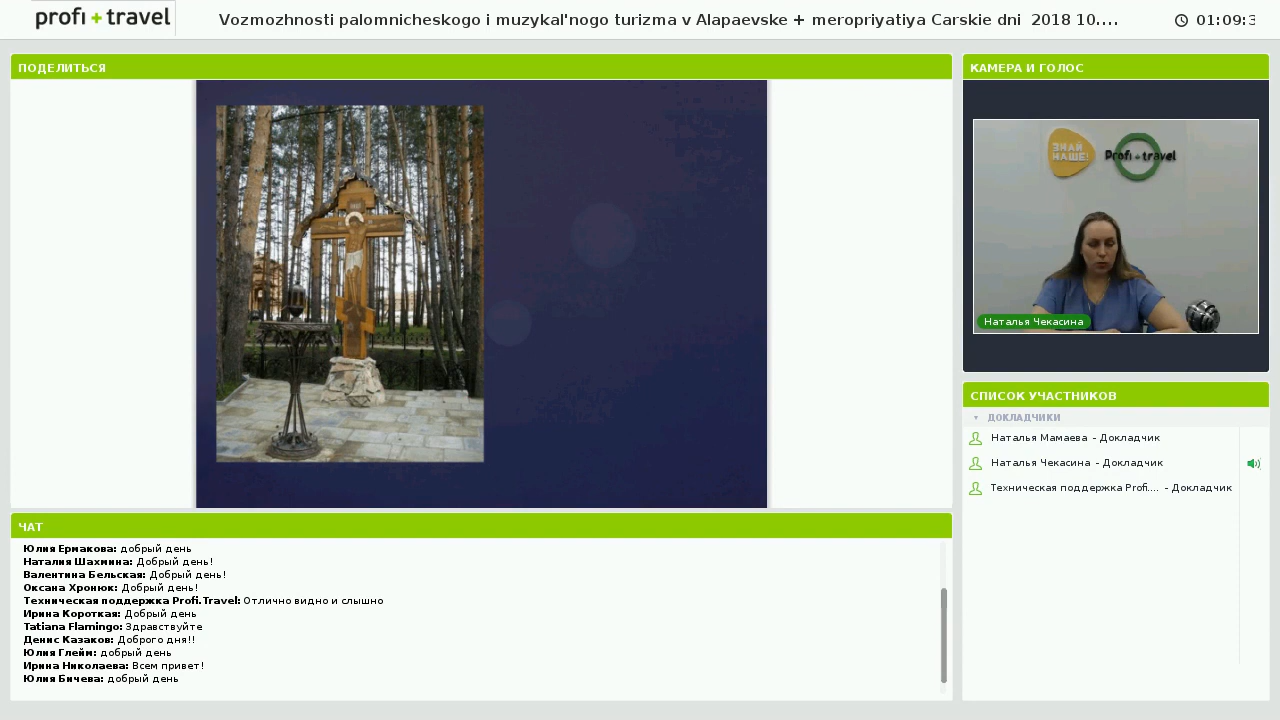 profi + travel
Vozmozhnosti palomnicheskogo i muzykal'nogo turizma v Alapaevske + meropriyatiya Carskie dni 2018 10....
01:09:3
ПОДЕЛИТЬСЯ
КАМЕРА И ГОЛОС
ЗНАЙ
НАШЕ!
Profi + travel
Наталья Чекасина
СПИСОК УЧАСТНИКОВ
ДОКЛАДЧИКИ
Наталья Мамаева - Докладчик
Наталья Чекасина - Докладчик
Техническая поддержка Profi.... - Докладчик
ЧАТ
Юлия Ермакова: добрый день
Наталия Шахмина: Добрый день!
Валентина Бельская: Добрый день!
Оксана Хронюк: Добрый день!
Техническая поддержка Profi.Travel: Отлично видно и слышно
Ирина Короткая: Добрый день
Tatiana Flamingo: Здравствуйте
Денис Казаков: Доброго дня!!
Юлия Глейм: добрый день
Ирина Николаева: Всем привет!
Юлия Бичева: добрый день